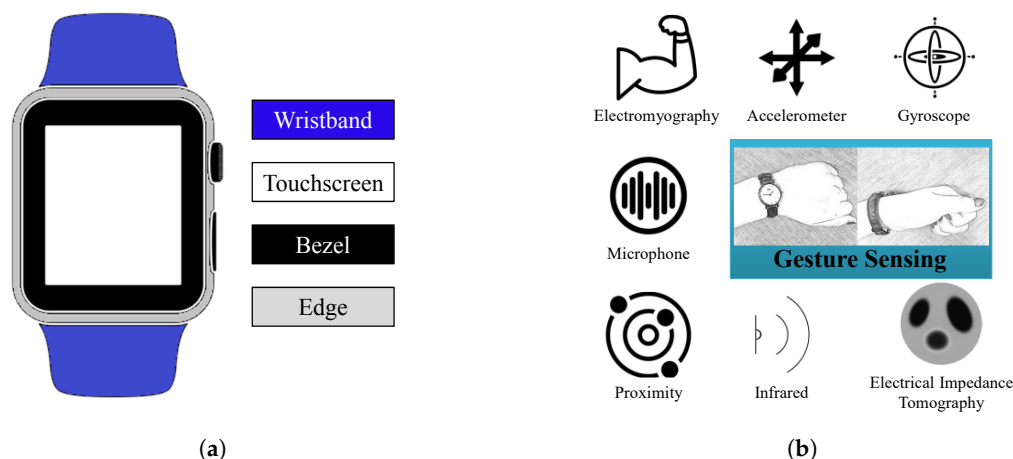 Wristband
Touchscreen
Bezel
Edge
(a)
Electromyography
Accelerometer
Gyroscope
Microphone
Gesture Sensing
Proximity
Infrared
Electrical Impedance
Tomography
(b)